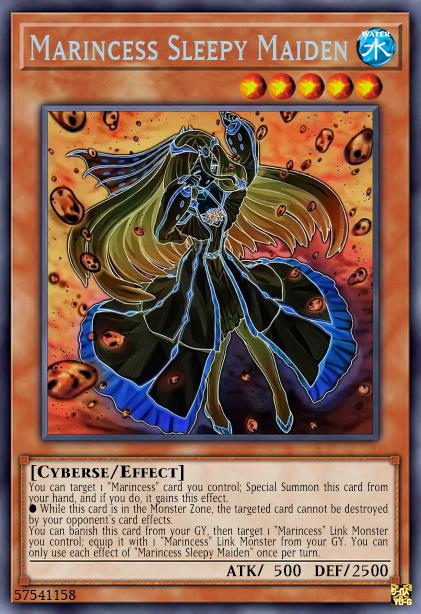 Marincess Sleepy Maiden
WATER
水
[Cyberse/Effect]
You can target 1 "Marincess" card you control; Special Summon this card from
your hand, and if you do, it gains this effect.
● While this card is in the Monster Zone, the targeted card cannot be destroyed
by your opponent's card effects.
You can banish this card from your GY, then target 1 "Marincess" Link Monster
you control; equip it with 1 "Marincess" Link Monster from your GY. You can
only use each effect of "Marincess Sleepy Maiden" once per turn.
ATK/ 500 DEF/2500
57541158